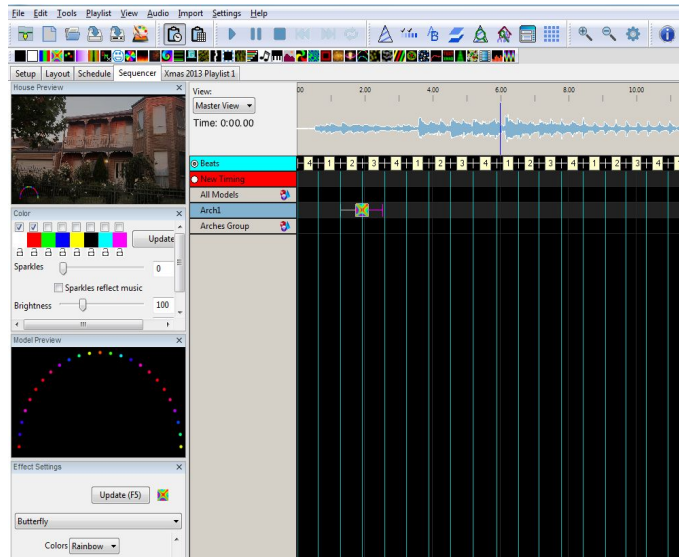 File Edit Tools Playlist View Audio Import Settings Help
Setup Layout Schedule Sequencer Xmas 2013 Playlist 1
House Preview
View:
Master View
Time: 0:00.00
2.00 4.00 6.00 8.00 10.00
Beats
4 1 2 3 4 1 2 3 4 1 2 3 4 1 2 3 4
New Timing
All Models
Arch1
Arches Group
Color
Update
Sparkles 0
Sparkles reflect music
Brightness 100
Model Preview
Effect Settings
Update (F5)
Butterfly
Colors Rainbow